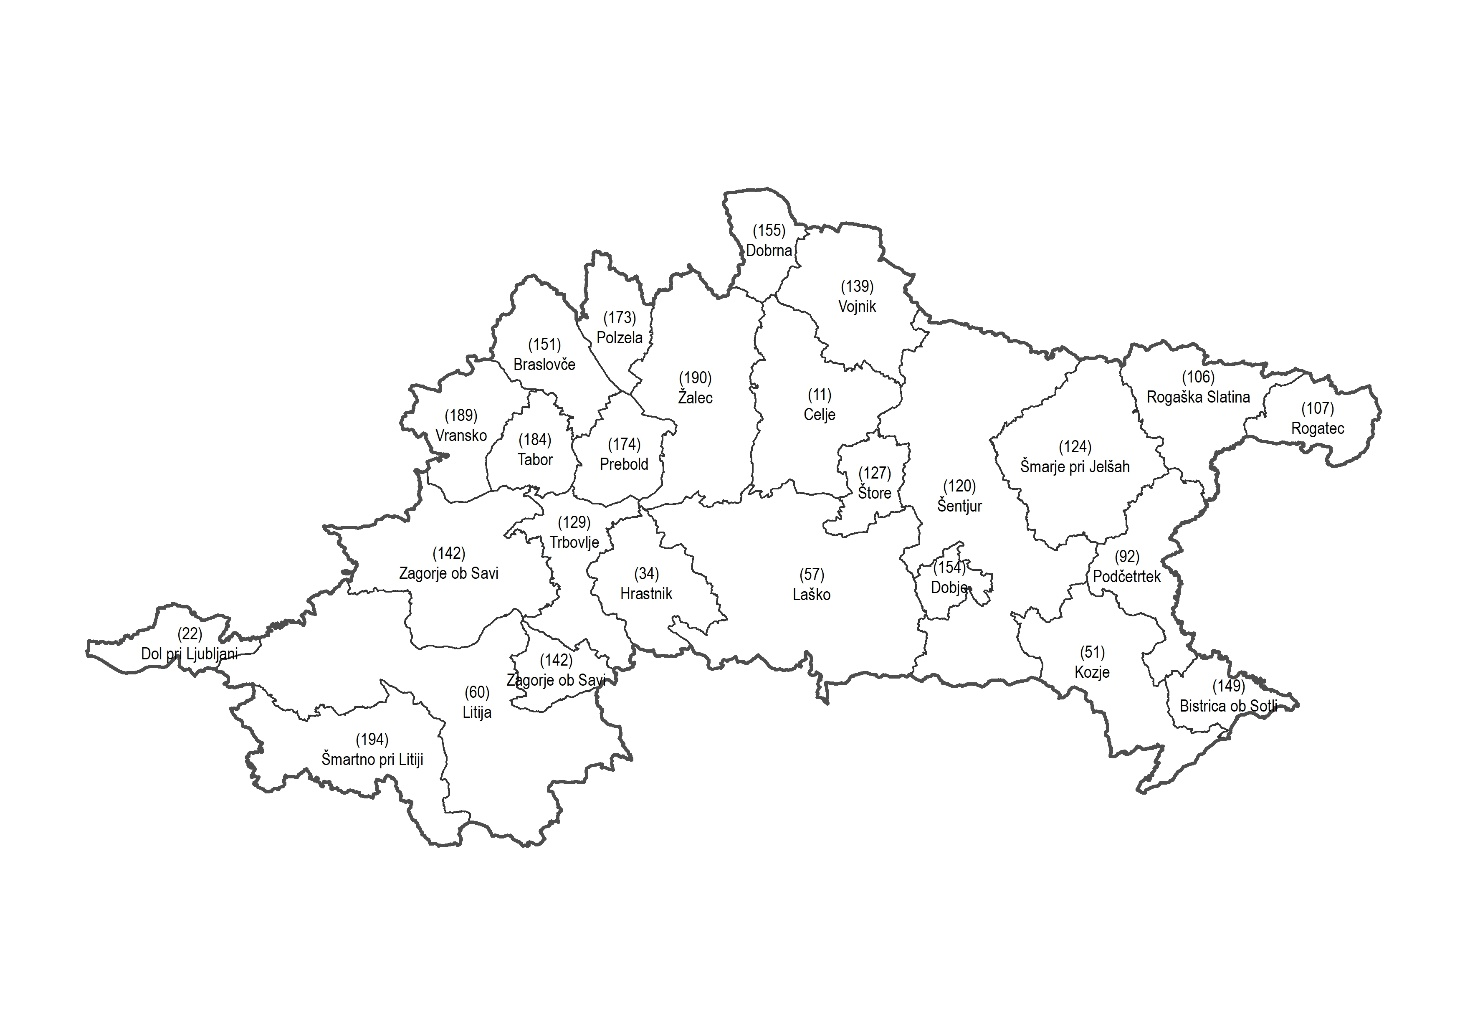 (155)
Dobrna
(139)
Vojnik
(173)
Polzela
(151)
Braslovče
(190)
Žalec
(11)
Celje
(106)
Rogaška Slatina
(107)
Rogatec
(189)
Vransko
(184)
Tabor
(174)
Prebold
(124)
Šmarje pri Jelšah
(127)
Štore
(120)
Šentjur
(129)
Trbovlje
(142)
Zagorje ob Savi
(34)
Hrastnik
(57)
Laško
(154)
Dobje
(92)
Podčetrtek
(22)
Dol pri Ljubljani
(142)
Zagorje ob Savi
(51)
Kozje
(60)
Litija
(149)
Bistrica ob Sotli
(194)
Šmartno pri Litiji